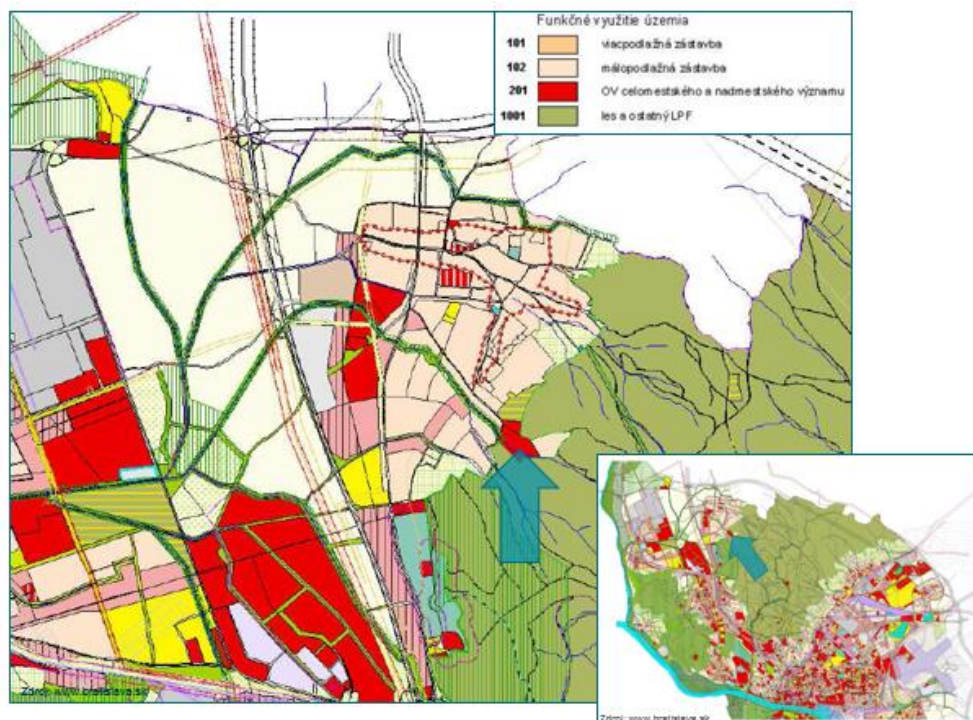 Funkčné využitie územia
101 viacpodlažná zástavba
102 málopodlažná zástavba
201 OV celomestského a nadmestského významu
1001 les a ostatný LPF
Zdroj: www.bratislava.sk
Zdroj: www.bratislava.sk